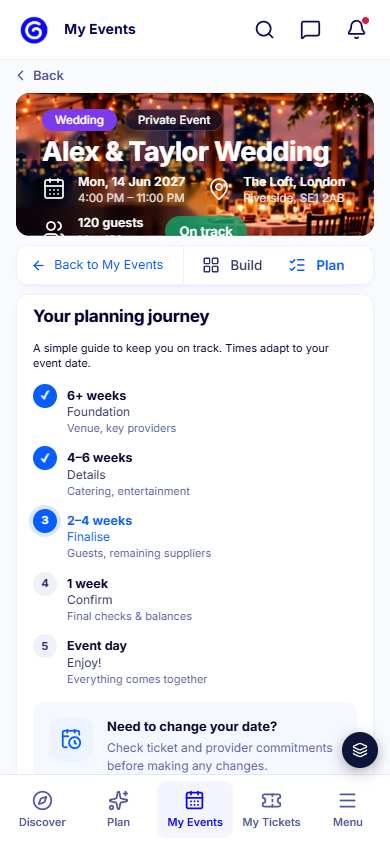 My Events
Back
Wedding
Private Event
Alex & Taylor Wedding
Mon, 14 Jun 2027
The Loft, London
4:00 PM – 11:00 PM
Riverside, SE1 2AB
120 guests
On track
Back to My Events
Build
Plan
Your planning journey
A simple guide to keep you on track. Times adapt to your
event date.
6+ weeks
Foundation
Venue, key providers
4–6 weeks
Details
Catering, entertainment
3
2–4 weeks
Finalise
Guests, remaining suppliers
4
1 week
Confirm
Final checks & balances
5
Event day
Enjoy!
Everything comes together
Need to change your date?
Check ticket and provider commitments
before making any changes.
Discover
Plan
My Events
My Tickets
Menu